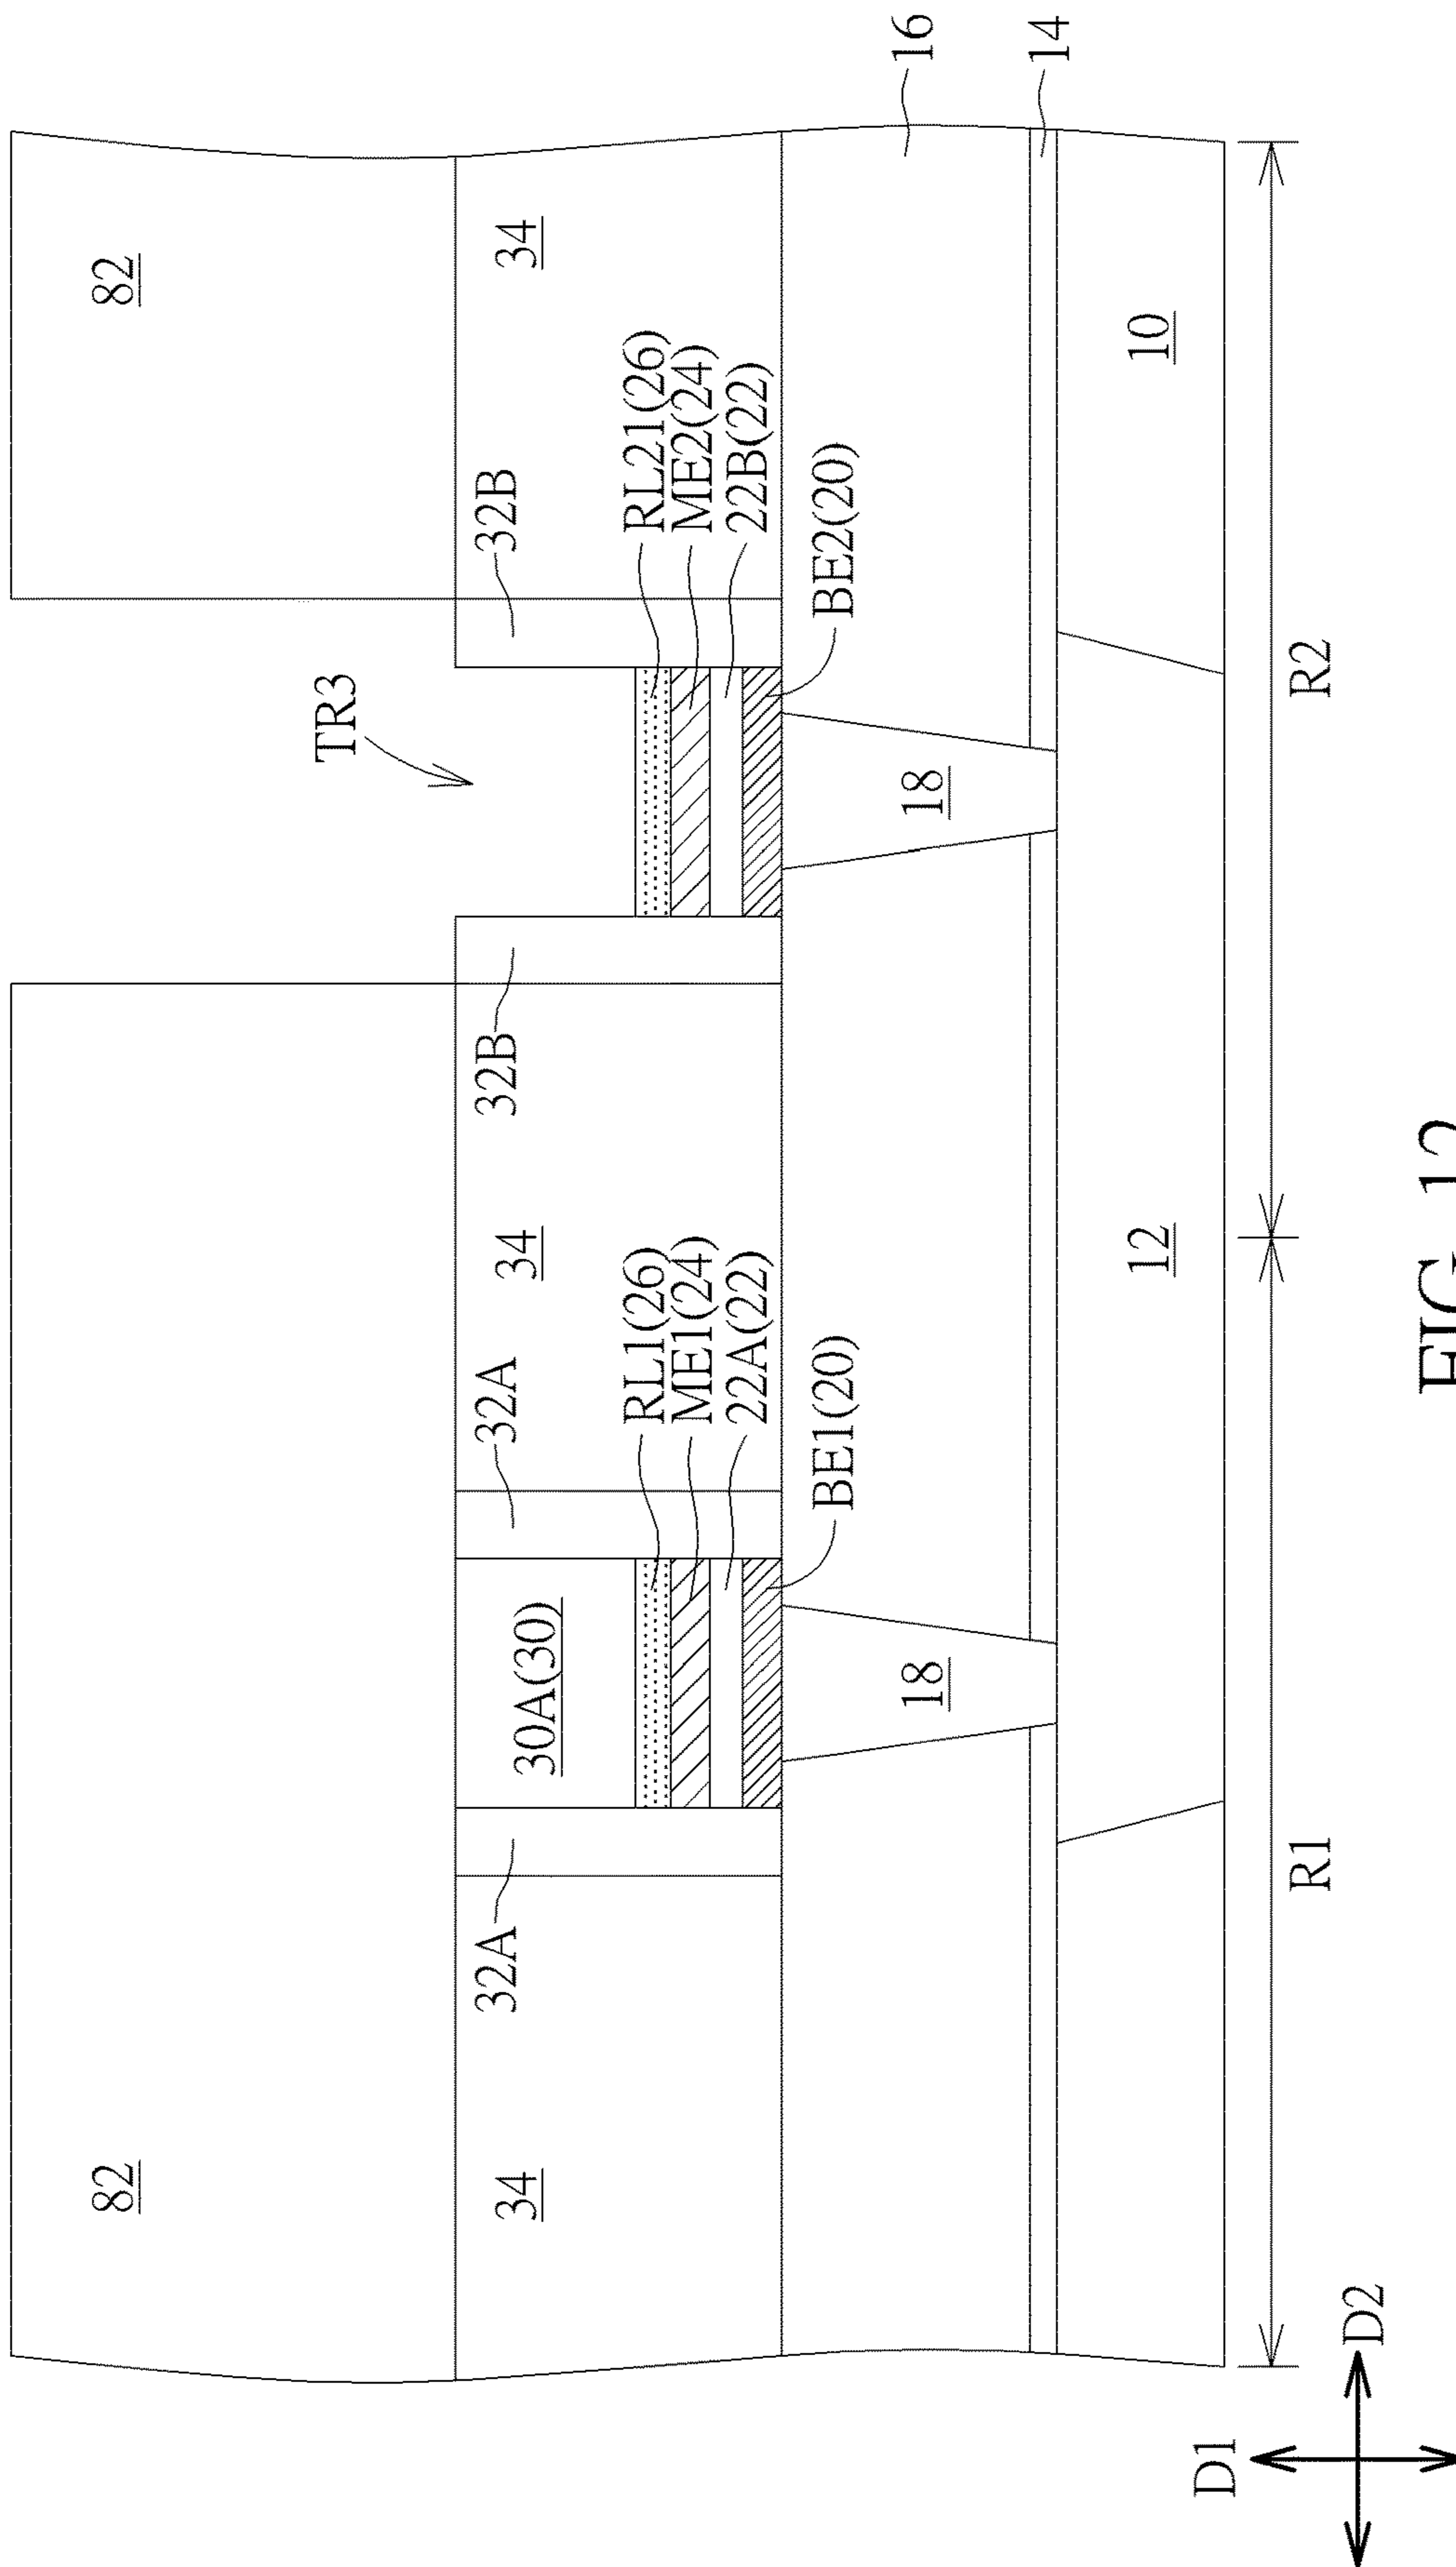 82
82
TR3
32A
32A
32B
32B
34
30A(30)
34
34
RL1(26)
ME1(24)
22A(22)
RL21(26)
ME2(24)
22B(22)
BE1(20)
BE2(20)
18
18
16
14
12
10
R1
R2
D1
D2
FIG. 12